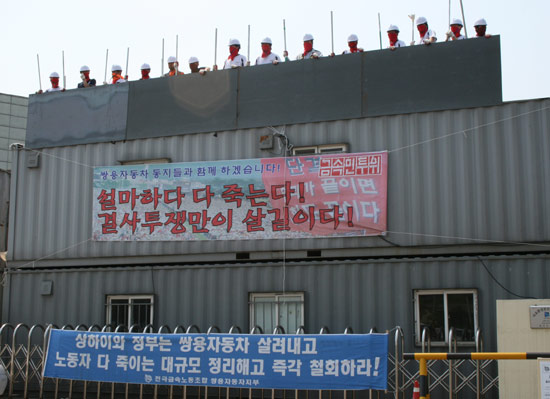 쌍용자동차 동지들과 함께 하겠습니다!
설마하다 다 죽는다!
결사투쟁만이 살길이다!
금속민투위
끝이면
상하이와 정부는 쌍용자동차 살려내고
노동자 다 죽이는 대규모 정리해고 즉각 철회하라!
전국금속노동조합 쌍용자동차지부